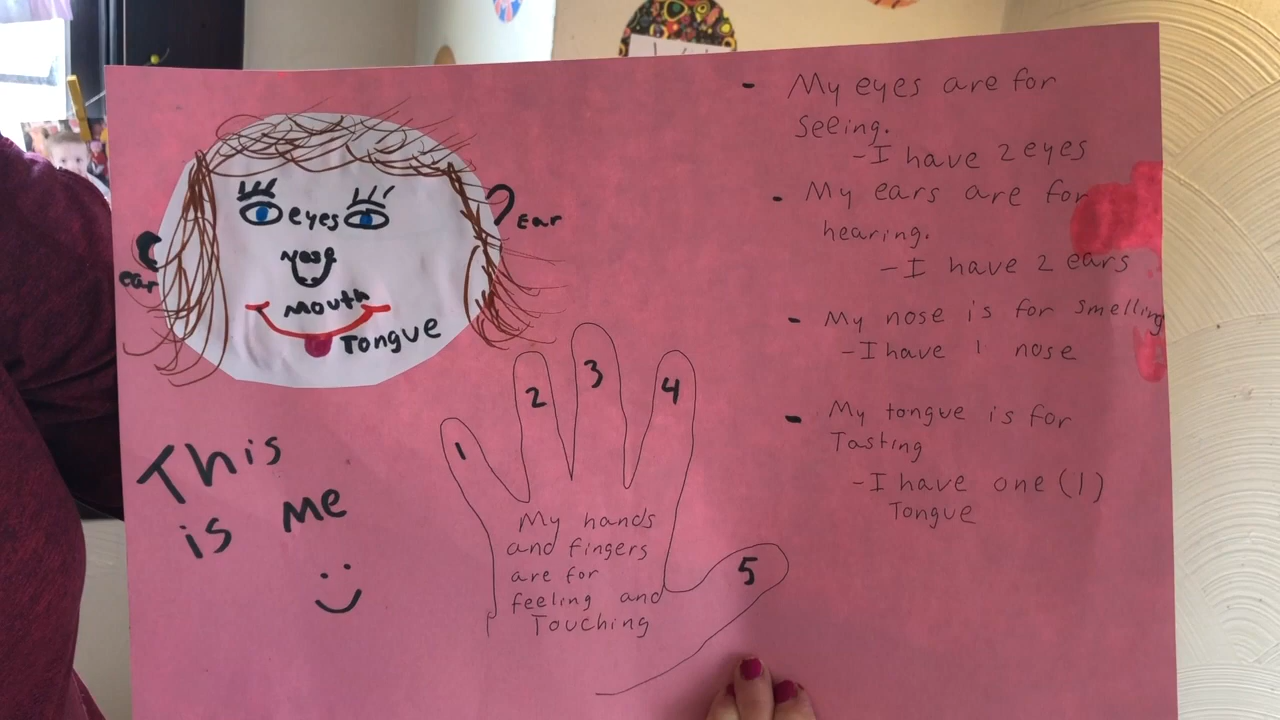 eyes
Ear
nose
ear
Mouth
Tongue
This
is me
1
2
3
4
5
My hands
and fingers
are for
feeling and
Touching
- My eyes are for
seeing.
-I have 2 eyes
- My ears are for
hearing.
-I have 2 ears
- My nose is for smelling
-I have 1 nose
- My tongue is for
Tasting
-I have one (1)
Tongue